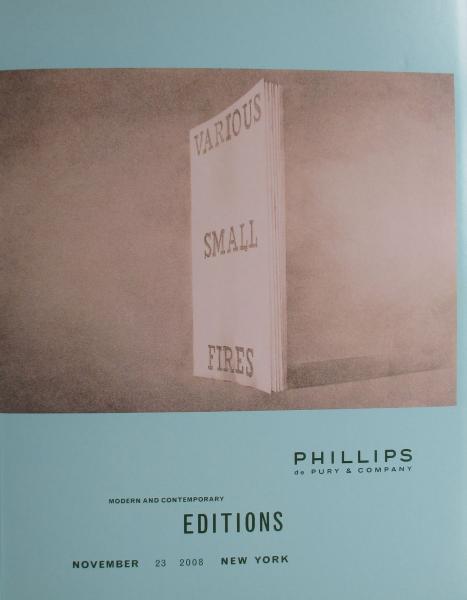 VARIOUS
SMALL
FIRES
PHILLIPS
de PURY & COMPANY
MODERN AND CONTEMPORARY
EDITIONS
NOVEMBER 23 2008 NEW YORK